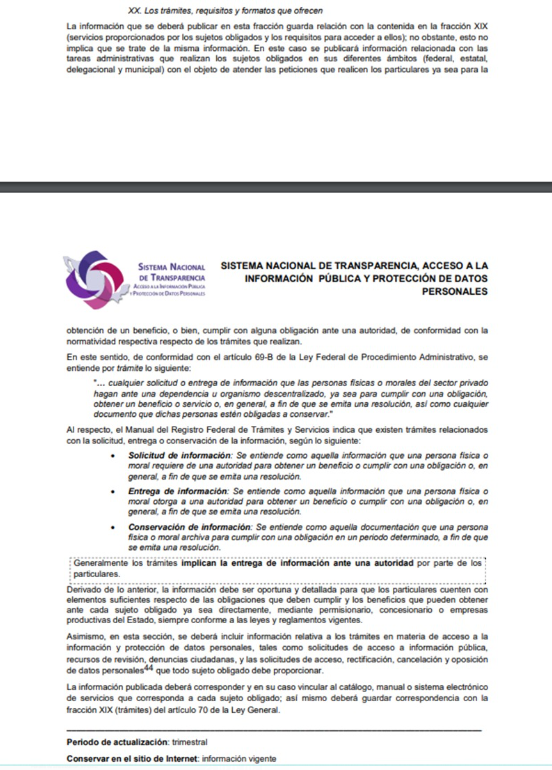 XX. Los trámites, requisitos y formatos que ofrecen
La información que se deberá publicar en esta fracción guarda relación con la contenida en la fracción XIX
(servicios proporcionados por los sujetos obligados y los requisitos para acceder a ellos); no obstante, esto no
implica que se trate de la misma información. En este caso se publicará información relacionada con las
tareas administrativas que realizan los sujetos obligados en sus diferentes ámbitos (federal, estatal,
delegacional y municipal) con el objeto de atender las peticiones que realicen los particulares ya sea para la
SISTEMA NACIONAL
DE TRANSPARENCIA
ACCESO A LA INFORMACIÓN PÚBLICA
Y PROTECCIÓN DE DATOS PERSONALES
SISTEMA NACIONAL DE TRANSPARENCIA, ACCESO A LA
INFORMACIÓN PÚBLICA Y PROTECCIÓN DE DATOS
PERSONALES
obtención de un beneficio, o bien, cumplir con alguna obligación ante una autoridad, de conformidad con la
normatividad respectiva respecto de los trámites que realizan.
En este sentido, de conformidad con el artículo 69-B de la Ley Federal de Procedimiento Administrativo, se
entiende por trámite lo siguiente:
"... cualquier solicitud o entrega de información que las personas físicas o morales del sector privado
hagan ante una dependencia u organismo descentralizado, ya sea para cumplir con una obligación,
obtener un beneficio o servicio o, en general, a fin de que se emita una resolución, así como cualquier
documento que dichas personas estén obligadas a conservar."
Al respecto, el Manual del Registro Federal de Trámites y Servicios indica que existen trámites relacionados
con la solicitud, entrega o conservación de la información, según lo siguiente:
• Solicitud de información: Se entiende como aquella información que una persona física o
moral requiere de una autoridad para obtener un beneficio o cumplir con una obligación o, en
general, a fin de que se emita una resolución.
• Entrega de información: Se entiende como aquella información que una persona física o
moral otorga a una autoridad para obtener un beneficio o cumplir con una obligación o, en
general, a fin de que se emita una resolución.
• Conservación de información: Se entiende como aquella documentación que una persona
física o moral archiva para cumplir con una obligación en un periodo determinado, a fin de que
se emita una resolución.
Generalmente los trámites implican la entrega de información ante una autoridad por parte de los
particulares.
Derivado de lo anterior, la información debe ser oportuna y detallada para que los particulares cuenten con
elementos suficientes respecto de las obligaciones que deben cumplir y los beneficios que pueden obtener
ante cada sujeto obligado ya sea directamente, mediante permisionario, concesionario o empresas
productivas del Estado, siempre conforme a las leyes y reglamentos vigentes.
Asimismo, en esta sección, se deberá incluir información relativa a los trámites en materia de acceso a la
información y protección de datos personales, tales como solicitudes de acceso a información pública,
recursos de revisión, denuncias ciudadanas, y las solicitudes de acceso, rectificación, cancelación y oposición
de datos personales44 que todo sujeto obligado debe proporcionar.
La información publicada deberá corresponder y en su caso vincular al catálogo, manual o sistema electrónico
de servicios que corresponda a cada sujeto obligado; así mismo deberá guardar correspondencia con la
fracción XIX (trámites) del artículo 70 de la Ley General.
Periodo de actualización: trimestral
Conservar en el sitio de Internet: información vigente